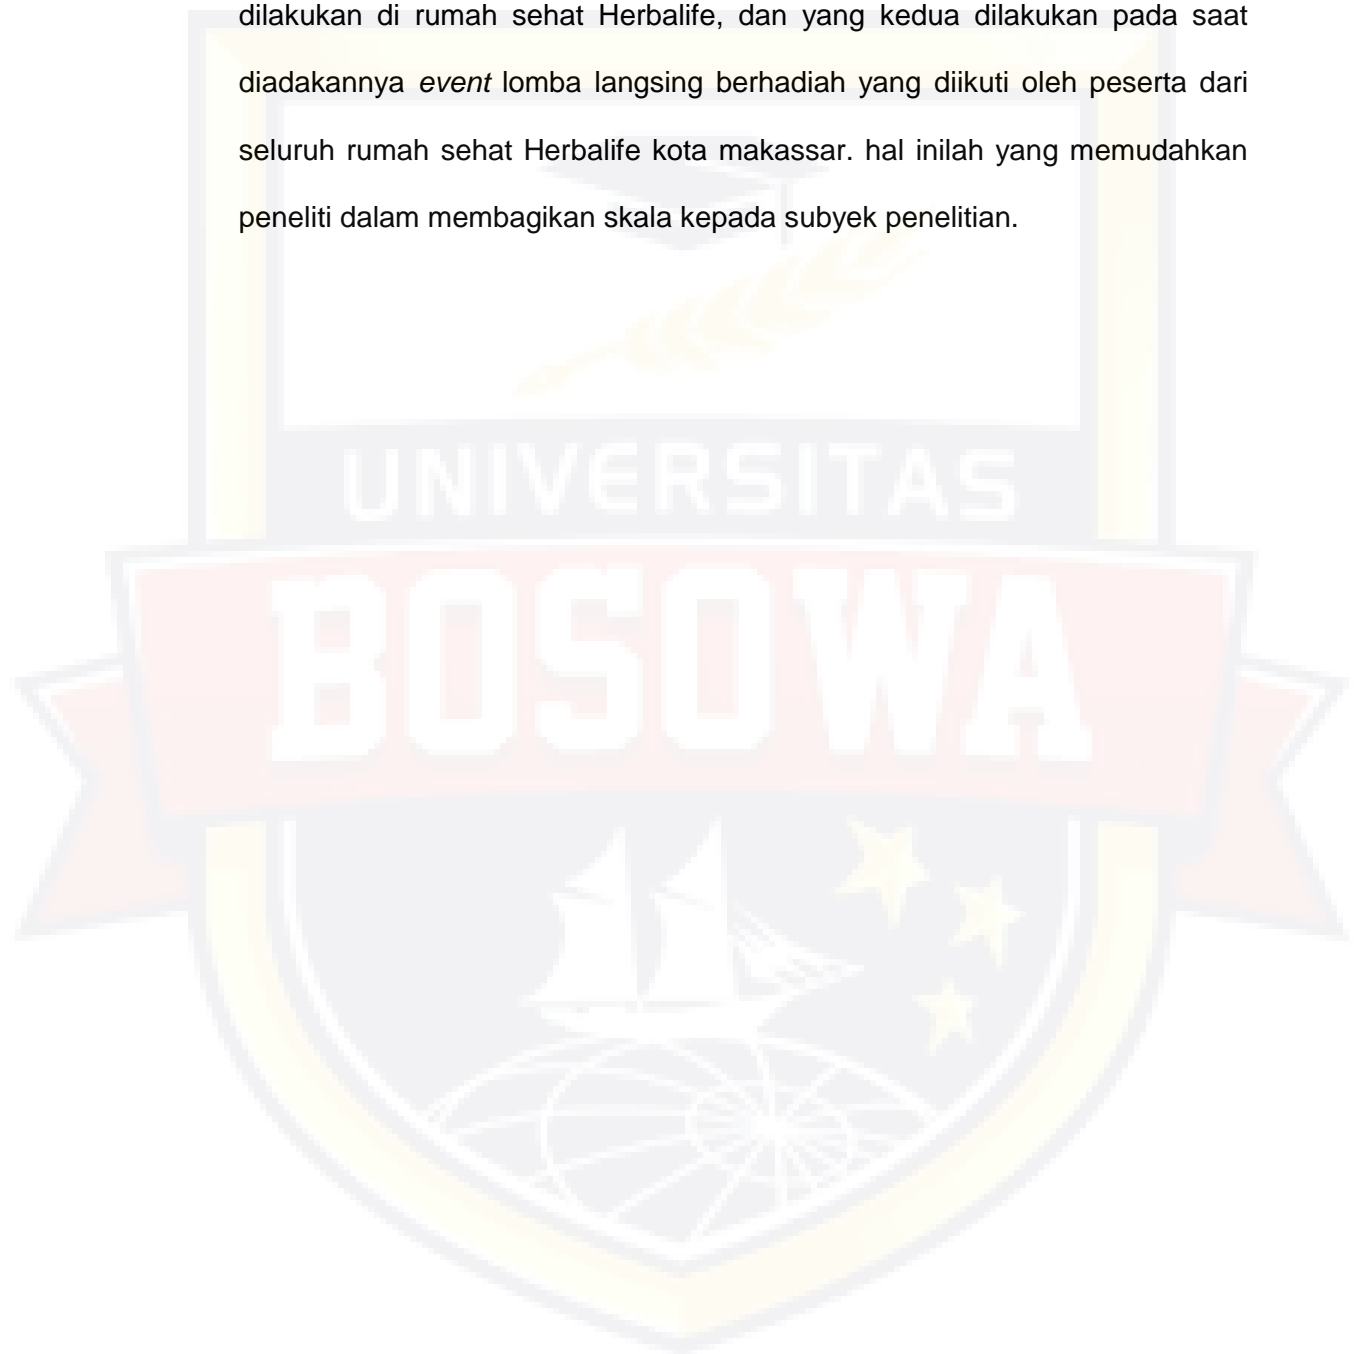 dilakukan di rumah sehat Herbalife, dan yang kedua dilakukan pada saat
diadakannya event lomba langsing berhadiah yang diikuti oleh peserta dari
seluruh rumah sehat Herbalife kota makassar. hal inilah yang memudahkan
peneliti dalam membagikan skala kepada subyek penelitian.
UNIVERSITAS
BOSOWA